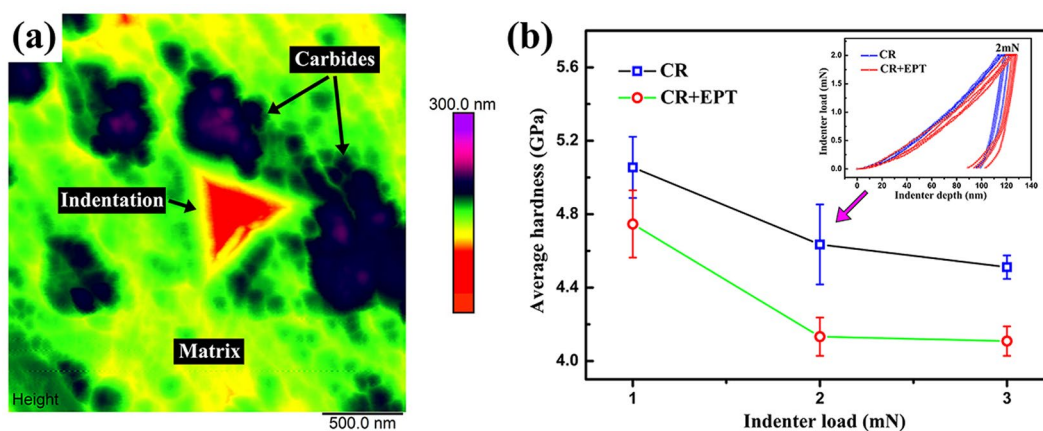 (a)
Carbides
300.0 nm
Indentation
Matrix
Height
500.0 nm
(b)
CR
CR+EPT
5.6
5.2
4.8
4.4
4.0
Average hardness (GPa)
1
2
3
Indenter load (mN)
2mN
CR
CR+EPT
2.0
1.5
1.0
0.5
0.0
Indenter load (mN)
0 20 40 60 80 100 120 140
Indenter depth (nm)